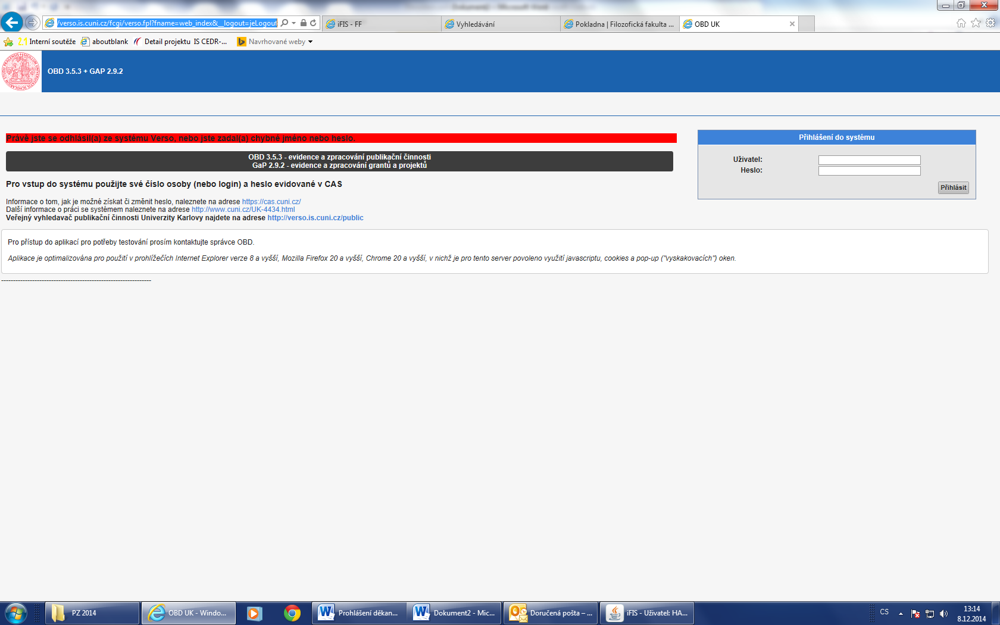 /verso.is.cuni.cz/fcgi/verso.fpl?fname=web_index&__logout=jeLogout
iFIS - FF
Vyhledávání
Pokladna | Filozofická fakulta ...
OBD UK
Interní soutěže
aboutblank
Detail projektu IS CEDR-...
Navrhované weby
OBD 3.5.3 + GAP 2.9.2
Právě jste se odhlásil(a) ze systému Verso, nebo jste zadal(a) chybné jméno nebo heslo.
OBD 3.5.3 - evidence a zpracování publikační činnosti
GaP 2.9.2 - evidence a zpracování grantů a projektů
Pro vstup do systému použijte své číslo osoby (nebo login) a heslo evidované v CAS
Informace o tom, jak je možné získat či změnit heslo, naleznete na adrese https://cas.cuni.cz/
Další informace o práci se systémem naleznete na adrese http://www.cuni.cz/UK-4434.html
Veřejný vyhledavač publikační činnosti Univerzity Karlovy najdete na adrese http://verso.is.cuni.cz/public
Přihlášení do systému
Uživatel:
Heslo:
Přihlásit
Pro přístup do aplikací pro potřeby testování prosím kontaktujte správce OBD.
Aplikace je optimalizována pro použití v prohlížečích Internet Explorer verze 8 a vyšší, Mozilla Firefox 20 a vyšší, Chrome 20 a vyšší, v nichž je pro tento server povoleno využití javascriptu, cookies a pop-up ("vyskakovacích") oken.
---------------------------------------------------------------
PZ 2014
OBD UK - Windo...
Prohlášení děkan...
Dokument2 - Mic...
Doručená pošta – ...
iFIS - Uživatel: HA...
CS
13:14
8.12.2014